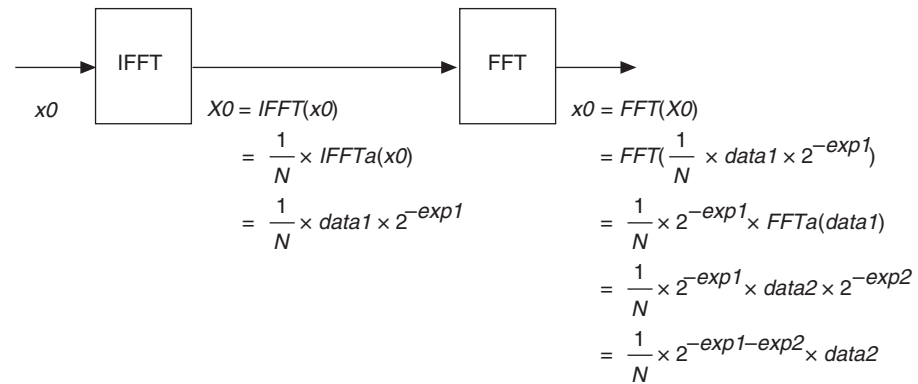 IFFT
FFT
x0
X0 = IFFT(x0)
= 1/N × IFFTa(x0)
= 1/N × data1 × 2^–exp1
x0 = FFT(X0)
= FFT(1/N × data1 × 2^–exp1)
= 1/N × 2^–exp1 × FFTa(data1)
= 1/N × 2^–exp1 × data2 × 2^–exp2
= 1/N × 2^–exp1–exp2 × data2